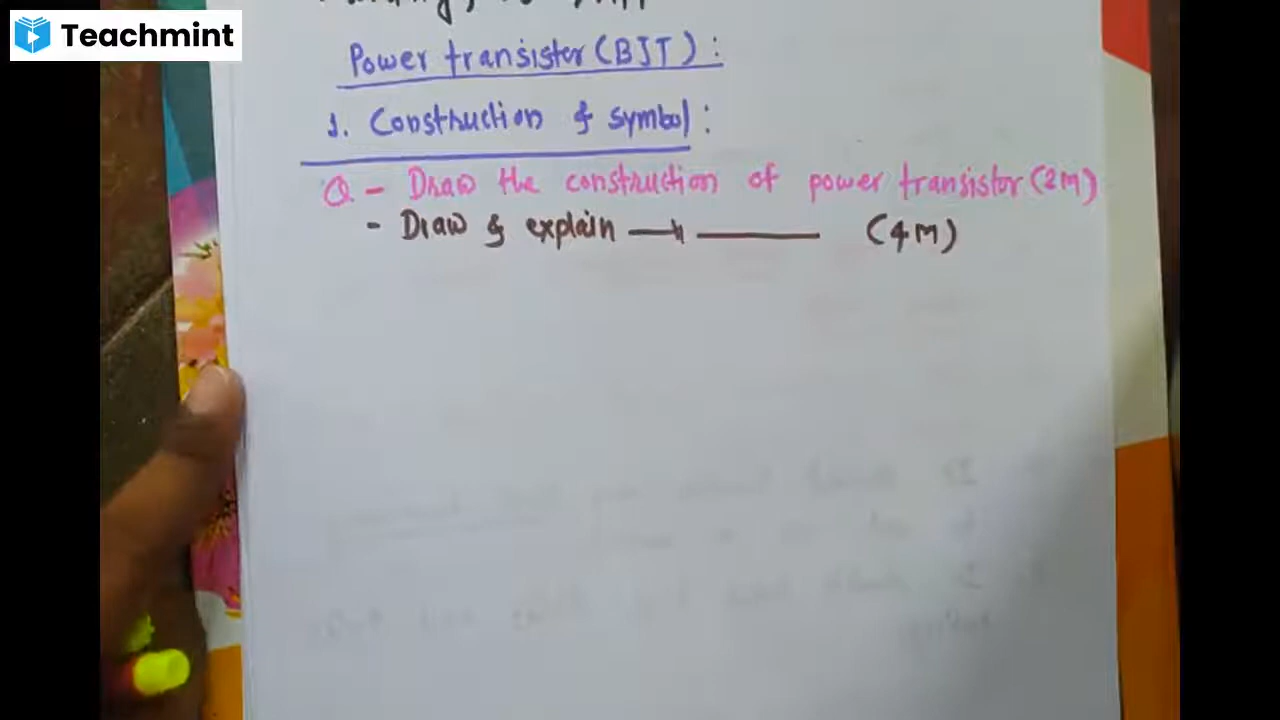 Teachmint
Power transistor (BJT) :
1. Construction & symbol :
Q - Draw the construction of power transistor (2M)
- Draw & explain —"— (4M)